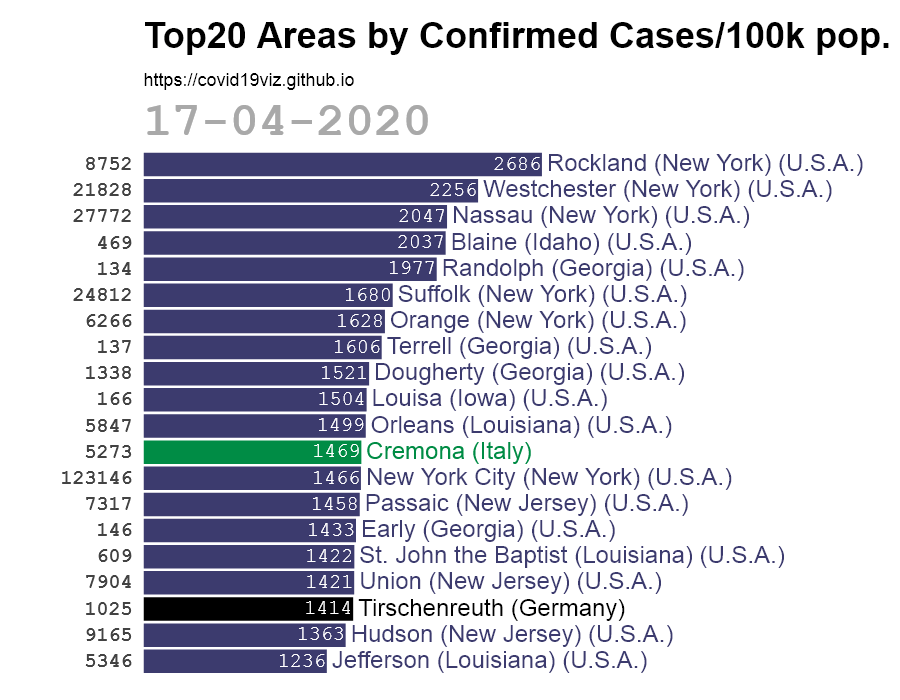 Top20 Areas by Confirmed Cases/100k pop.
https://covid19viz.github.io
17-04-2020
8752 2686 Rockland (New York) (U.S.A.)
21828 2256 Westchester (New York) (U.S.A.)
27772 2047 Nassau (New York) (U.S.A.)
469 2037 Blaine (Idaho) (U.S.A.)
134 1977 Randolph (Georgia) (U.S.A.)
24812 1680 Suffolk (New York) (U.S.A.)
6266 1628 Orange (New York) (U.S.A.)
137 1606 Terrell (Georgia) (U.S.A.)
1338 1521 Dougherty (Georgia) (U.S.A.)
166 1504 Louisa (Iowa) (U.S.A.)
5847 1499 Orleans (Louisiana) (U.S.A.)
5273 1469 Cremona (Italy)
123146 1466 New York City (New York) (U.S.A.)
7317 1458 Passaic (New Jersey) (U.S.A.)
146 1433 Early (Georgia) (U.S.A.)
609 1422 St. John the Baptist (Louisiana) (U.S.A.)
7904 1421 Union (New Jersey) (U.S.A.)
1025 1414 Tirschenreuth (Germany)
9165 1363 Hudson (New Jersey) (U.S.A.)
5346 1236 Jefferson (Louisiana) (U.S.A.)